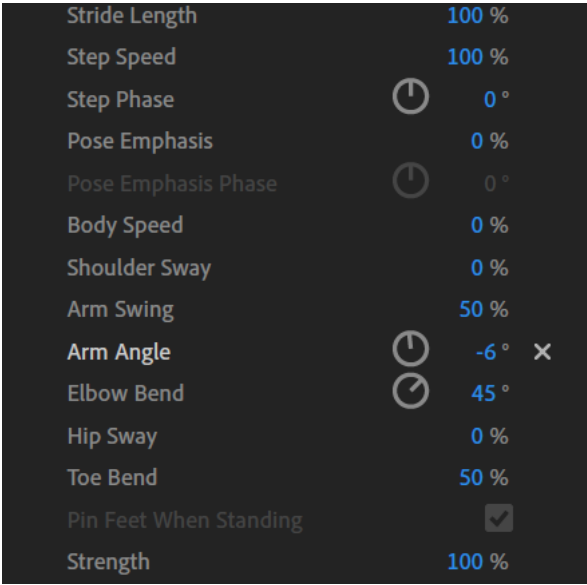 Stride Length 100 %
Step Speed 100 %
Step Phase 0 °
Pose Emphasis 0 %
Pose Emphasis Phase 0 °
Body Speed 0 %
Shoulder Sway 0 %
Arm Swing 50 %
Arm Angle -6 °
Elbow Bend 45 °
Hip Sway 0 %
Toe Bend 50 %
Pin Feet When Standing
Strength 100 %